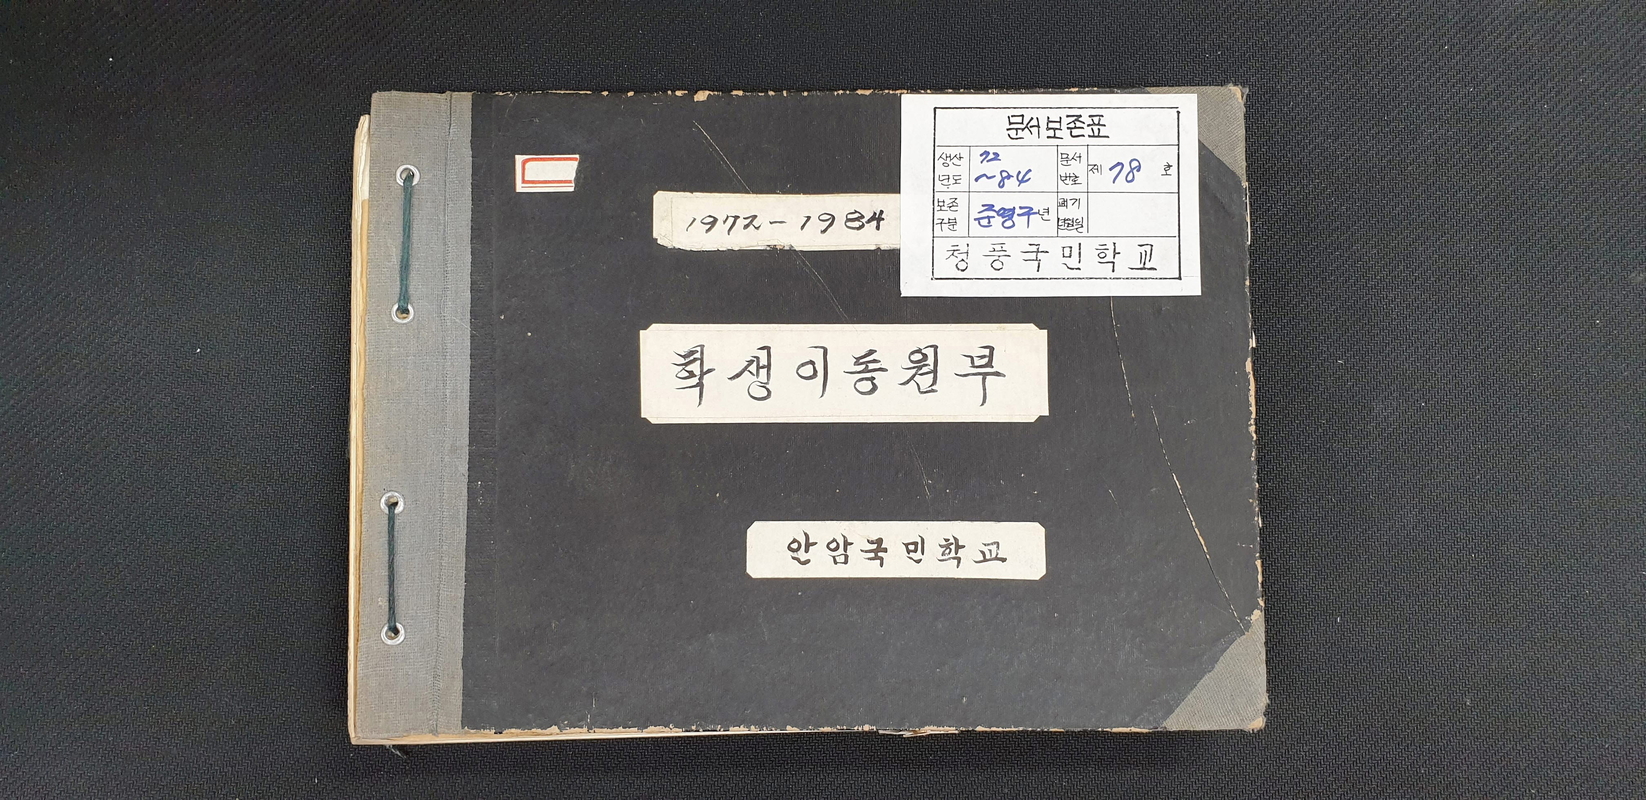 문서보존표
생산년도 72~84 문서번호 제 78 호
보존구분 준영구년 폐기년월일
청풍국민학교
1972-1984
학생이동원부
안암국민학교